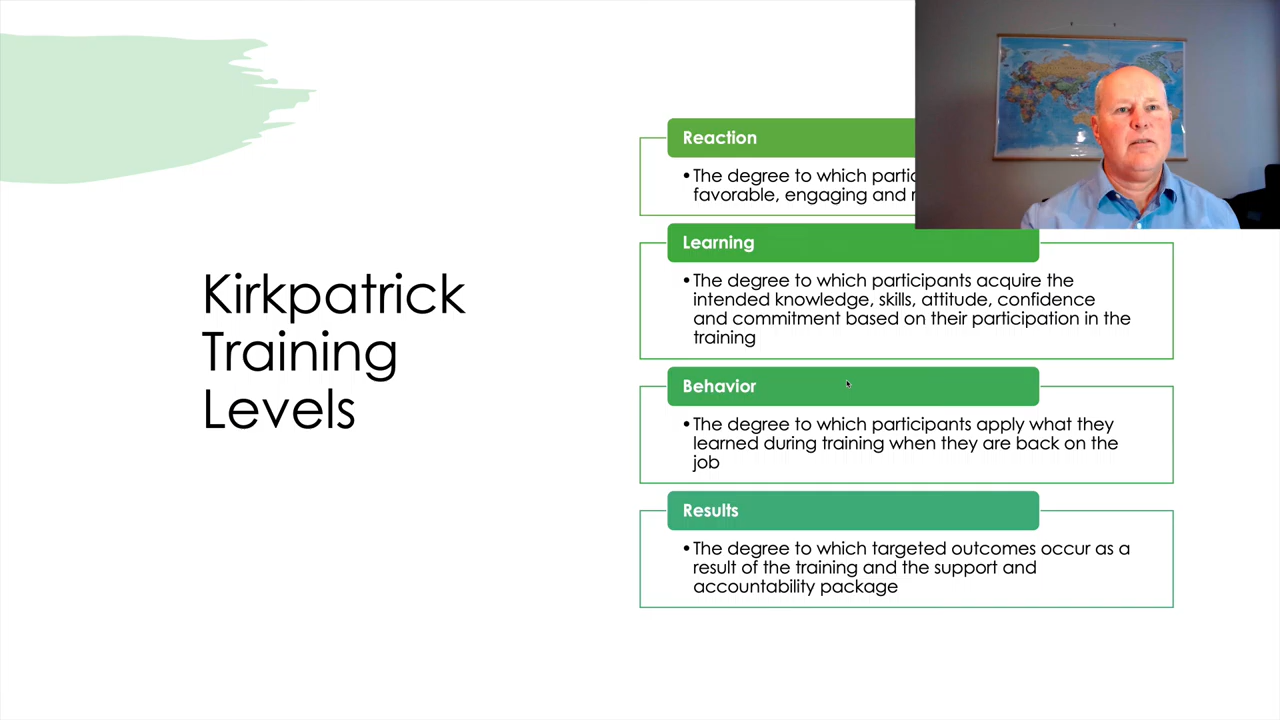 Kirkpatrick
Training
Levels
Reaction
•The degree to which
favorable, engaging and
Learning
•The degree to which participants acquire the
intended knowledge, skills, attitude, confidence
and commitment based on their participation in the
training
Behavior
•The degree to which participants apply what they
learned during training when they are back on the
job
Results
•The degree to which targeted outcomes occur as a
result of the training and the support and
accountability package